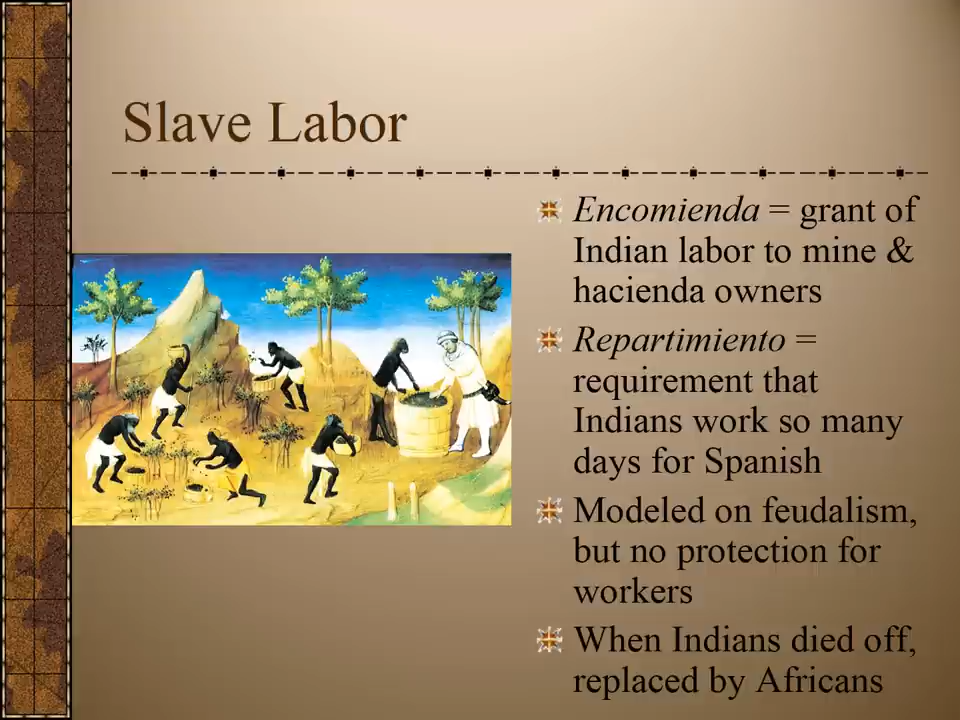 Slave Labor
Encomienda = grant of
Indian labor to mine &
hacienda owners
Repartimiento =
requirement that
Indians work so many
days for Spanish
Modeled on feudalism,
but no protection for
workers
When Indians died off,
replaced by Africans